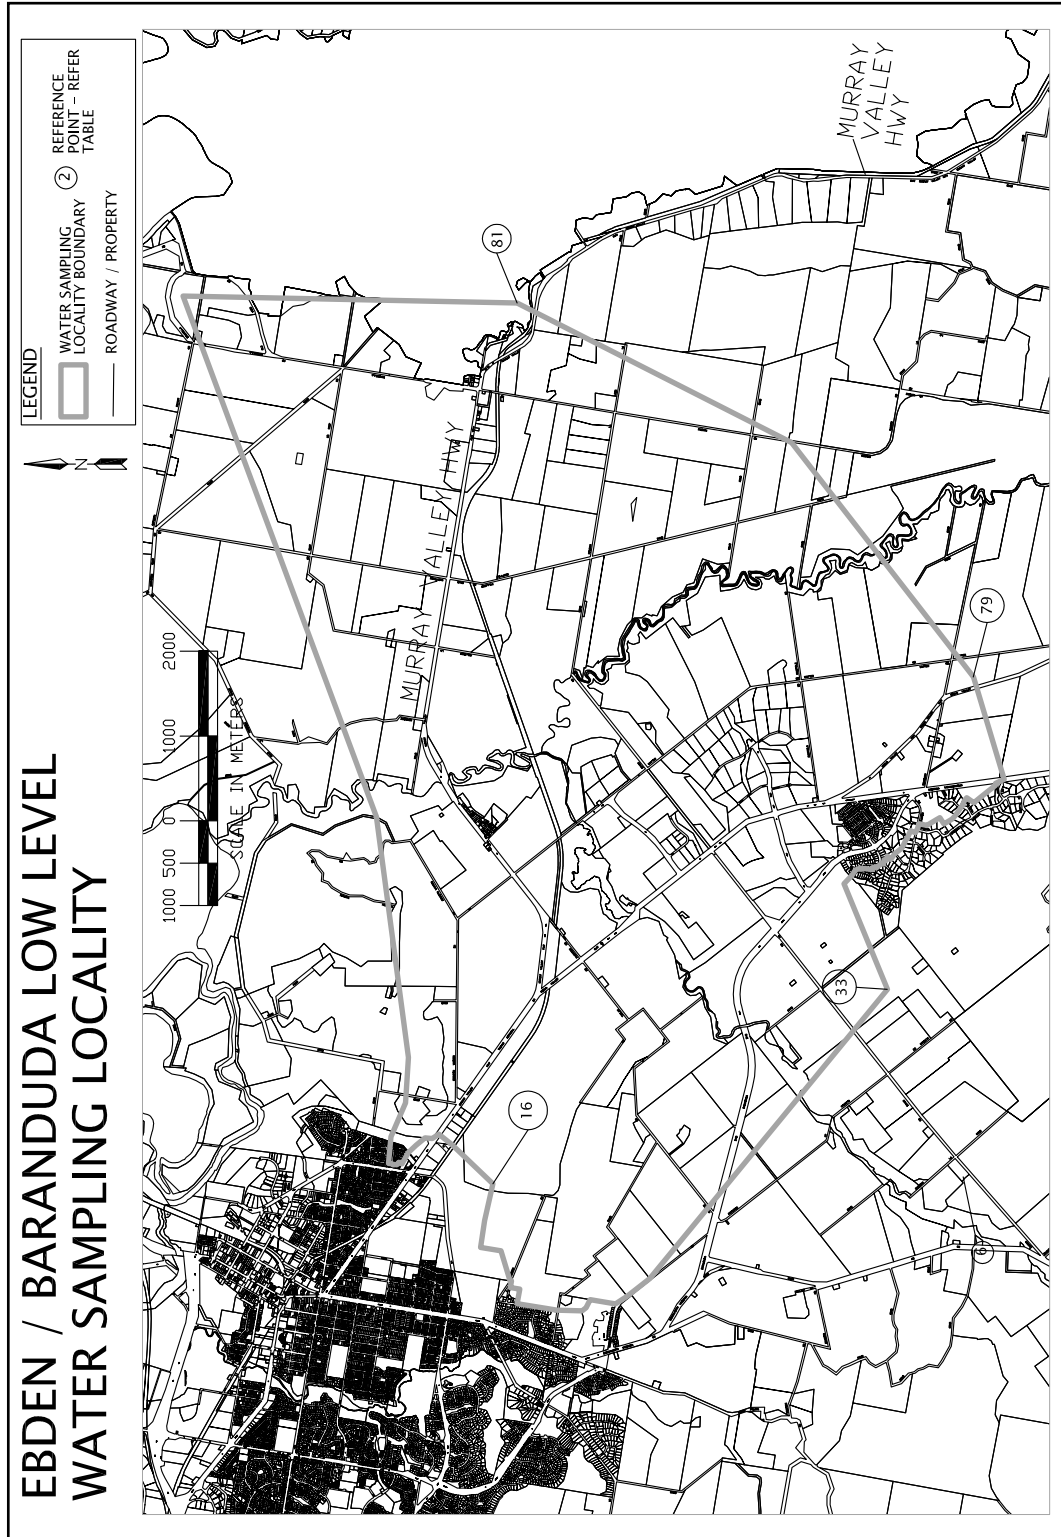 EBDEN / BARANDUDA LOW LEVEL
WATER SAMPLING LOCALITY
N
LEGEND
WATER SAMPLING
LOCALITY BOUNDARY
ROADWAY / PROPERTY
2
REFERENCE
POINT - REFER
TABLE
1000 500 0 1000 2000
SCALE IN METERS
MURRAY VALLEY HWY
81
MURRAY
VALLEY
HWY
16
33
79